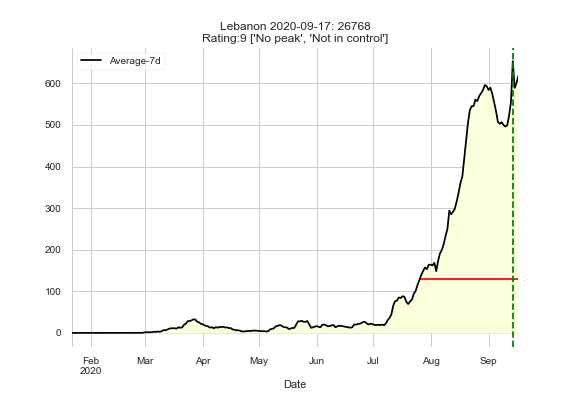 Lebanon 2020-09-17: 26768
Rating:9 ['No peak', 'Not in control']
Average-7d
600
500
400
300
200
100
0
Feb Mar Apr May Jun Jul Aug Sep
2020
Date